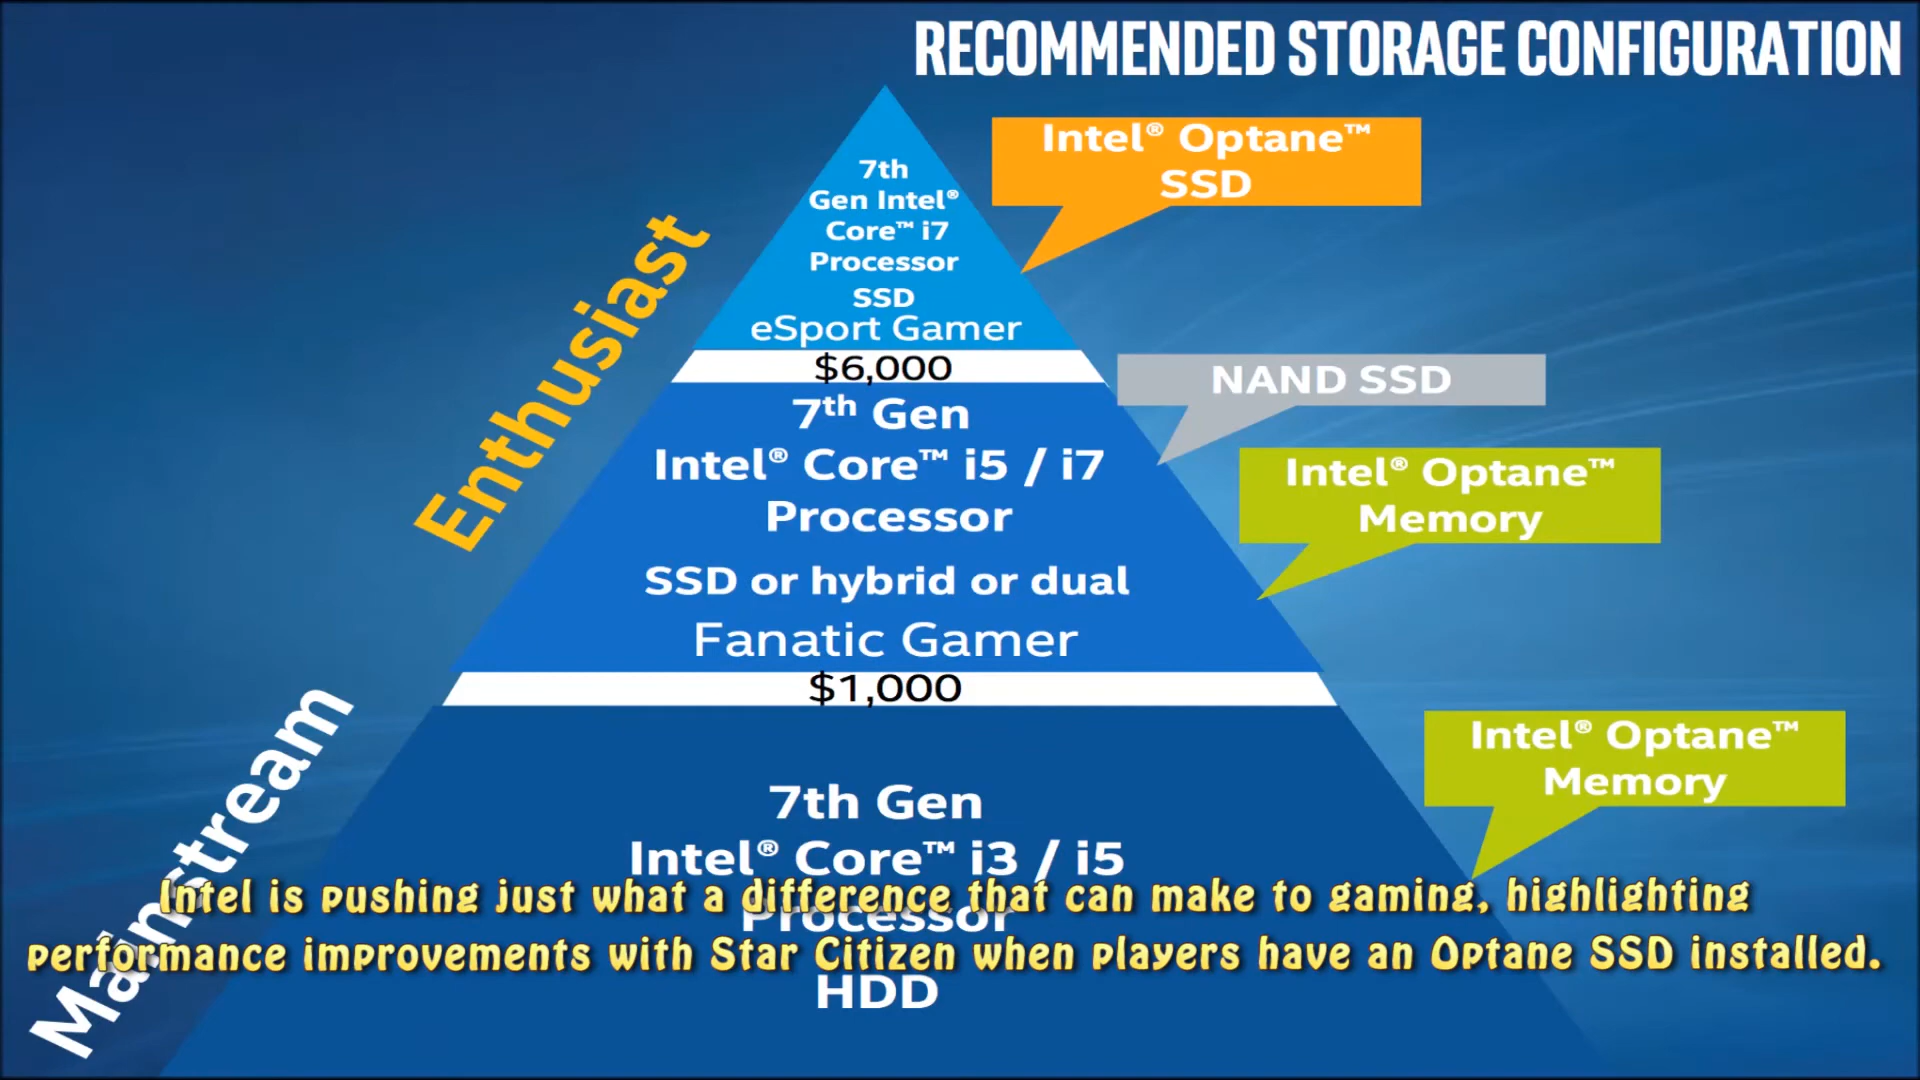 RECOMMENDED STORAGE CONFIGURATION
Intel® Optane™
SSD
7th
Gen Intel®
Core™ i7
Processor
SSD
eSport Gamer
$6,000
Enthusiast
NAND SSD
7th Gen
Intel® Core™ i5 / i7
Processor
Intel® Optane™
Memory
SSD or hybrid or dual
Fanatic Gamer
$1,000
Mainstream
Intel® Optane™
Memory
7th Gen
Intel® Core™ i3 / i5
Processor
HDD
Intel is pushing just what a difference that can make to gaming, highlighting
performance improvements with Star Citizen when players have an Optane SSD installed.